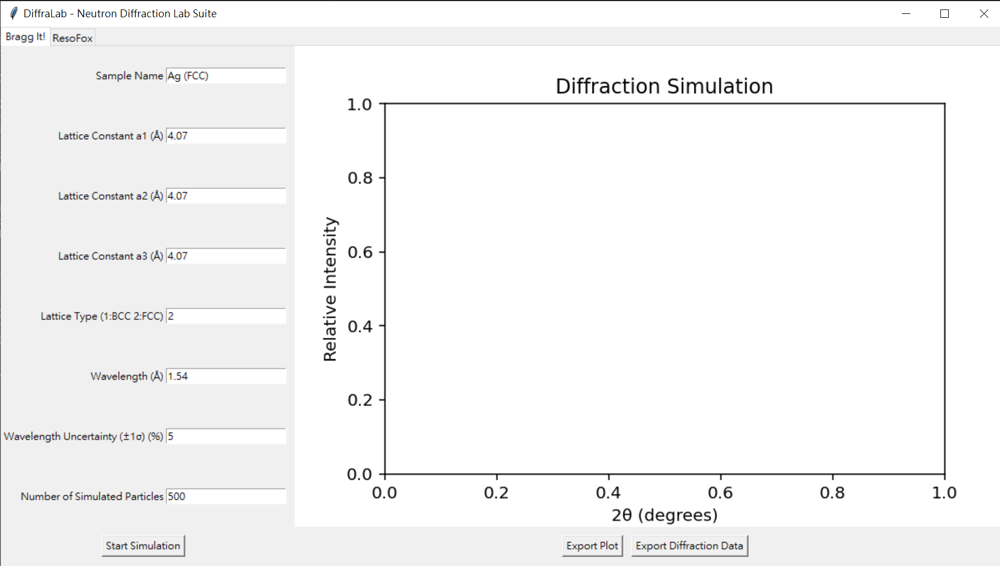 DiffraLab - Neutron Diffraction Lab Suite
Bragg It! ResoFox
Sample Name Ag (FCC)
Lattice Constant a1 (Å) 4.07
Lattice Constant a2 (Å) 4.07
Lattice Constant a3 (Å) 4.07
Lattice Type (1:BCC 2:FCC) 2
Wavelength (Å) 1.54
Wavelength Uncertainty (±1σ) (%) 5
Number of Simulated Particles 500
Start Simulation
Diffraction Simulation
1.0
0.8
0.6
0.4
0.2
0.0
Relative Intensity
0.0 0.2 0.4 0.6 0.8 1.0
2θ (degrees)
Export Plot Export Diffraction Data